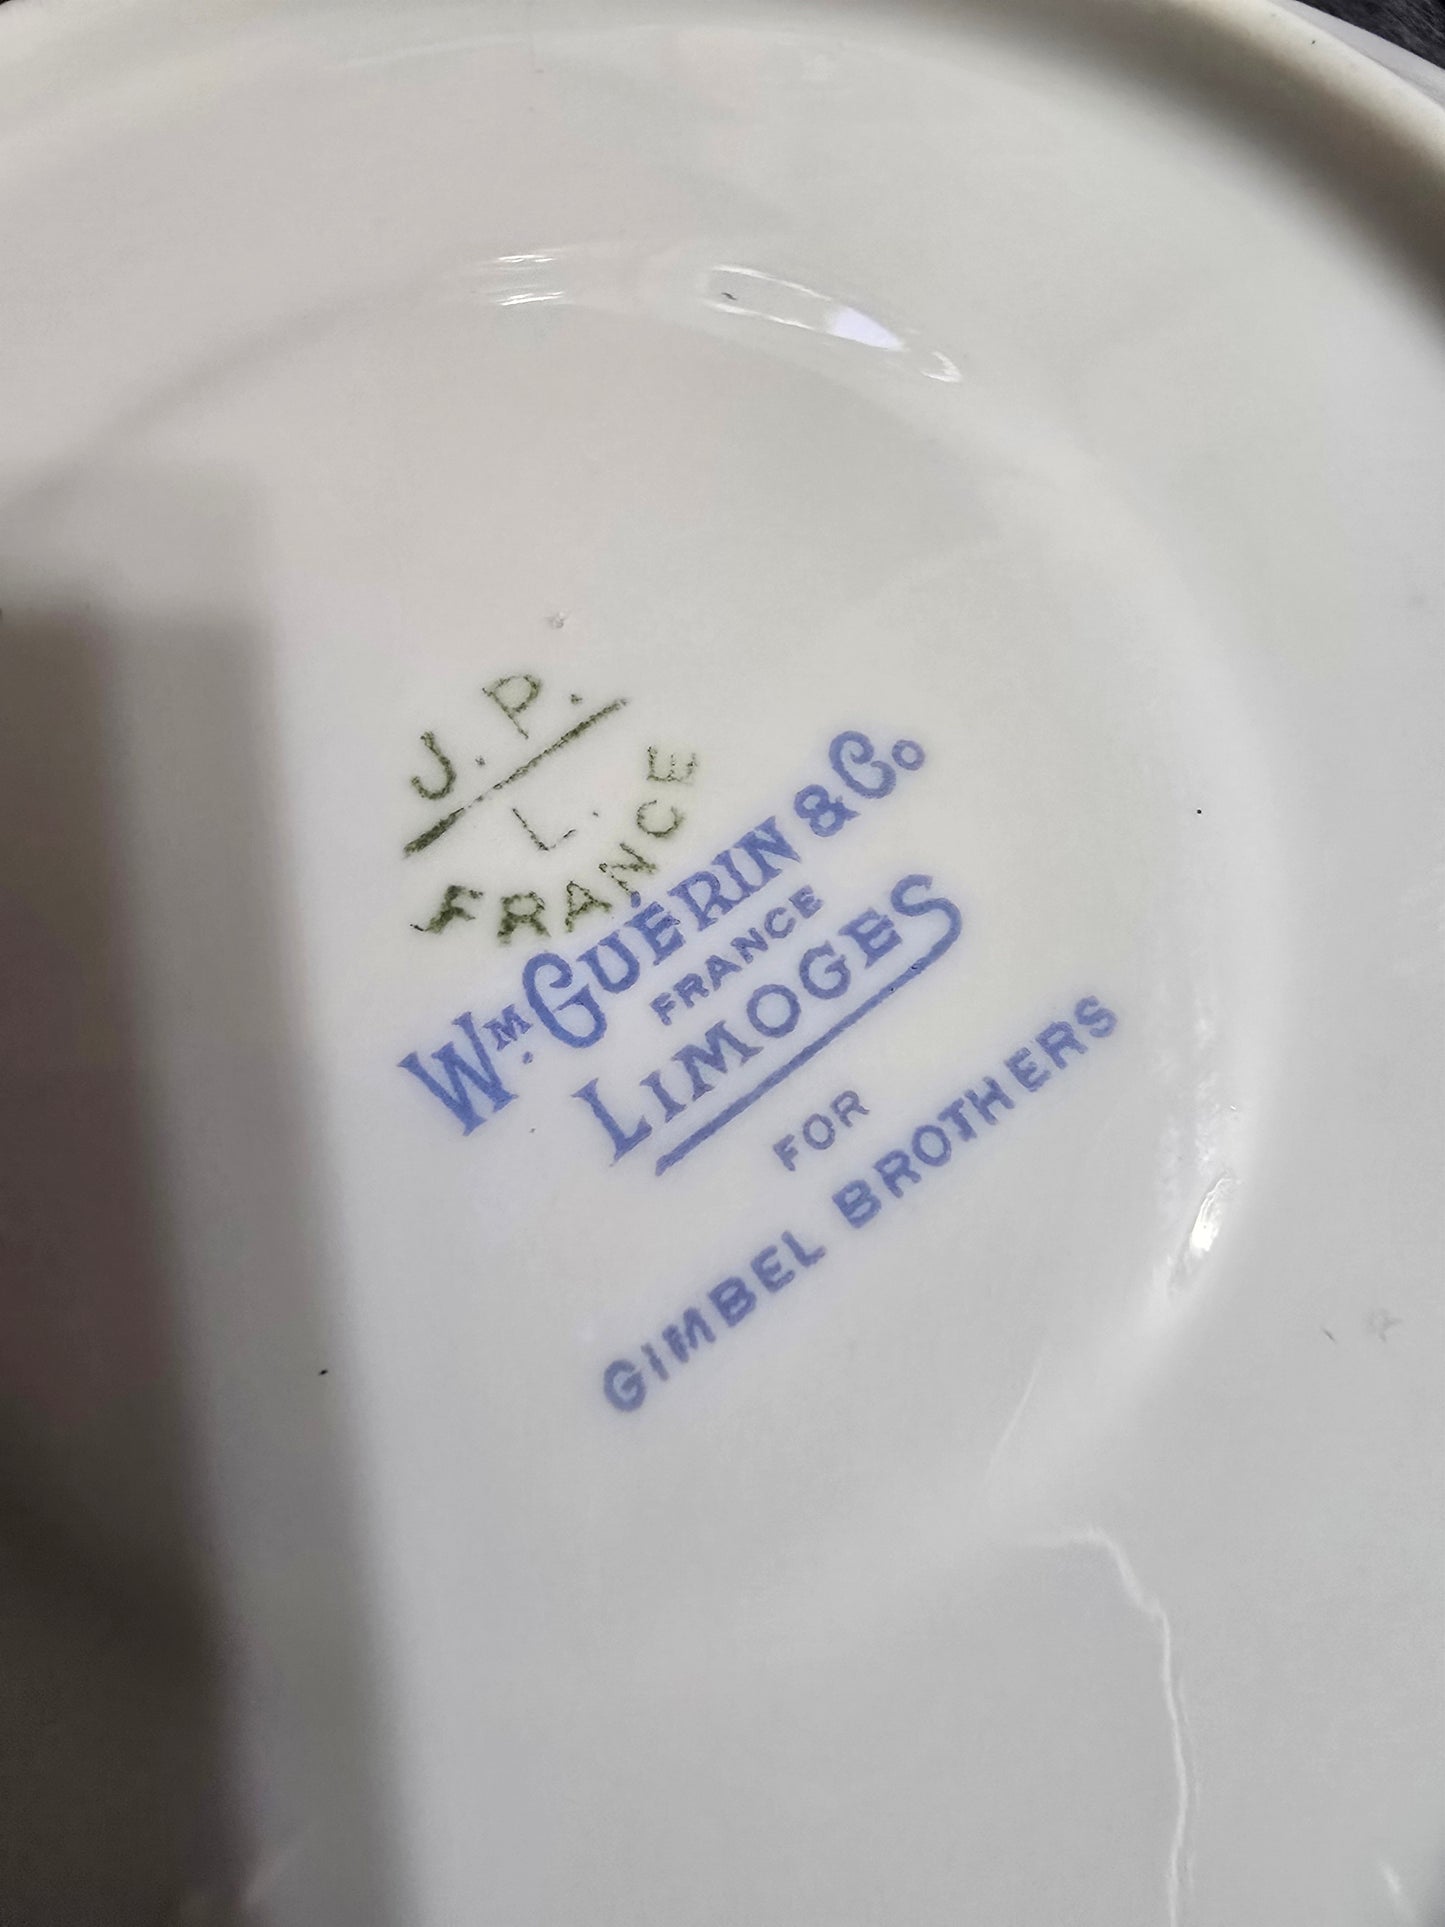 J. P.
L.
FRANCE
Wm. GUÉRIN & Co
FRANCE
LIMOGES
FOR
GIMBEL BROTHERS